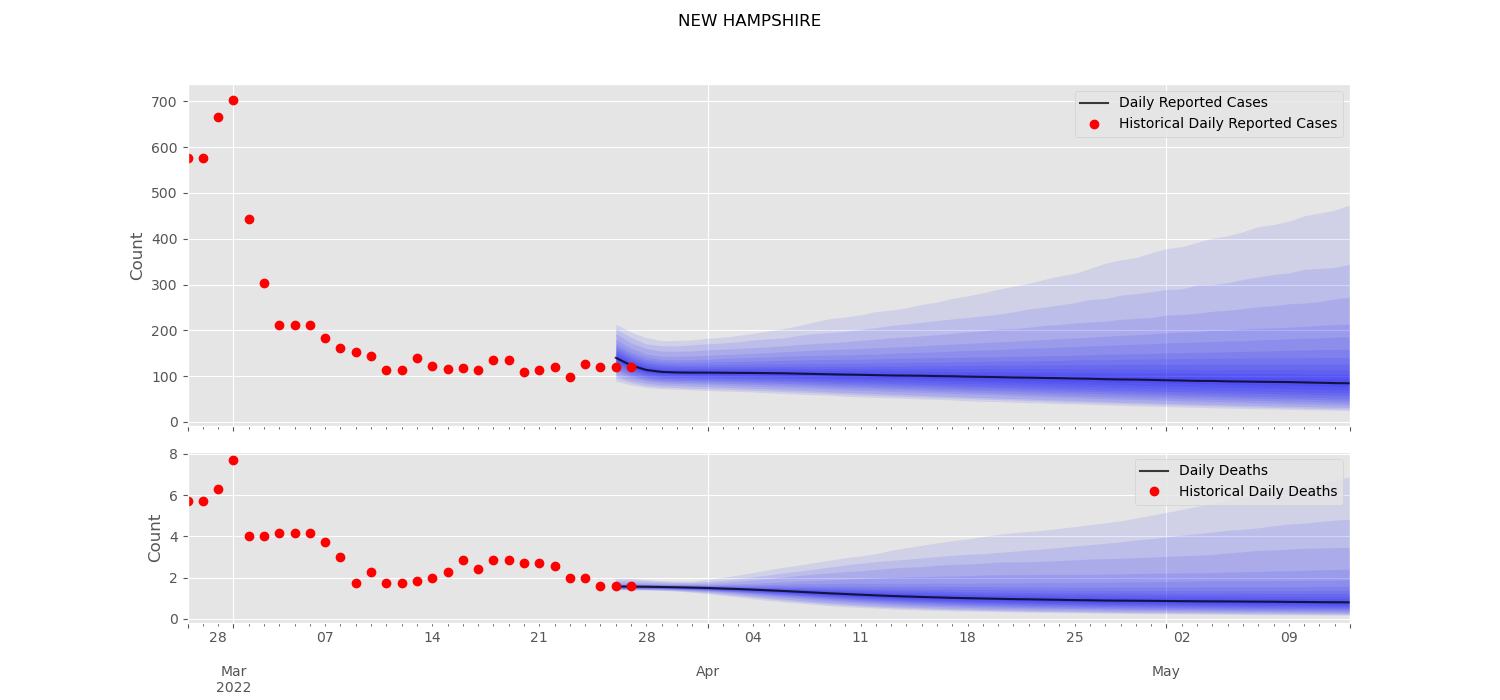 NEW HAMPSHIRE
700
600
500
400
300
200
100
0
Count
Daily Reported Cases
Historical Daily Reported Cases
8
6
4
2
0
Count
Daily Deaths
Historical Daily Deaths
28 07 14 21 28 04 11 18 25 02 09
Mar Apr May
2022